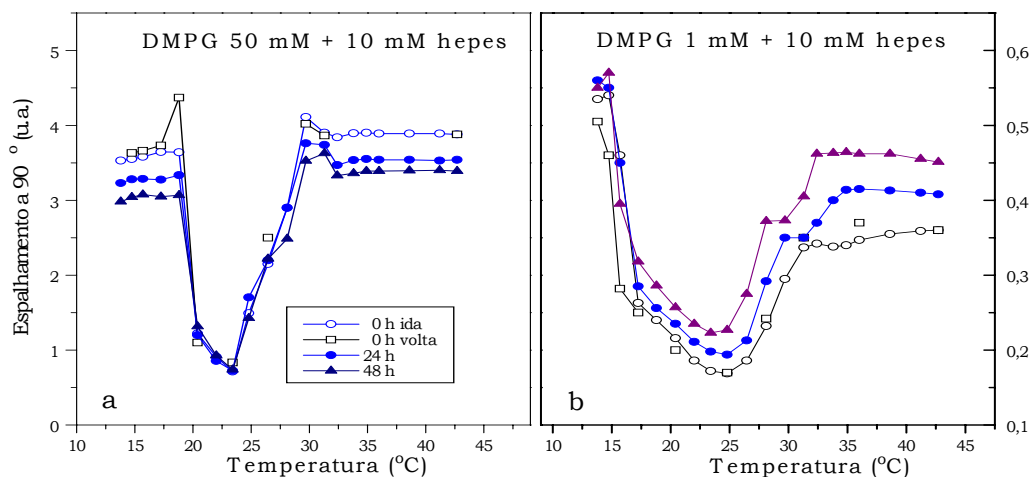 DMPG 50 mM + 10 mM hepes
Espalhamento a 90 º (u.a.)
5
4
3
2
1
0
0 h ida
0 h volta
24 h
48 h
a
10 15 20 25 30 35 40 45
Temperatura (ºC)
DMPG 1 mM + 10 mM hepes
0,6
0,5
0,4
0,3
0,2
0,1
b
10 15 20 25 30 35 40 45
Temperatura (ºC)